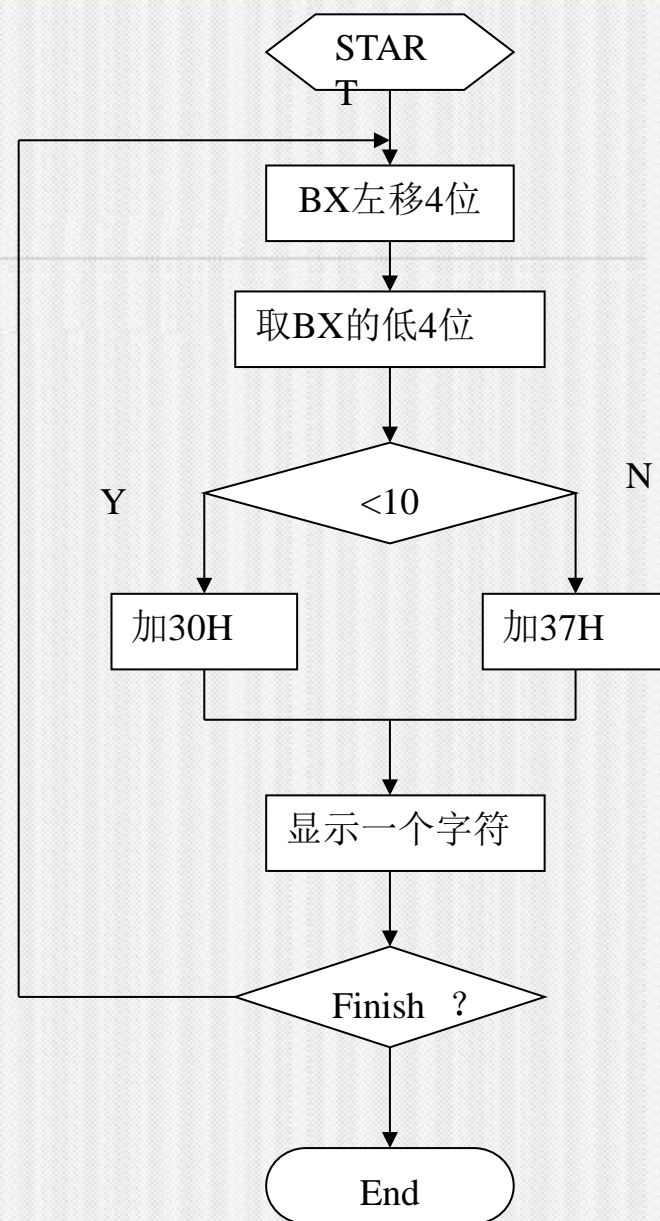 STAR
T
BX左移4位
取BX的低4位
<10
Y
N
加30H
加37H
显示一个字符
Finish ？
End